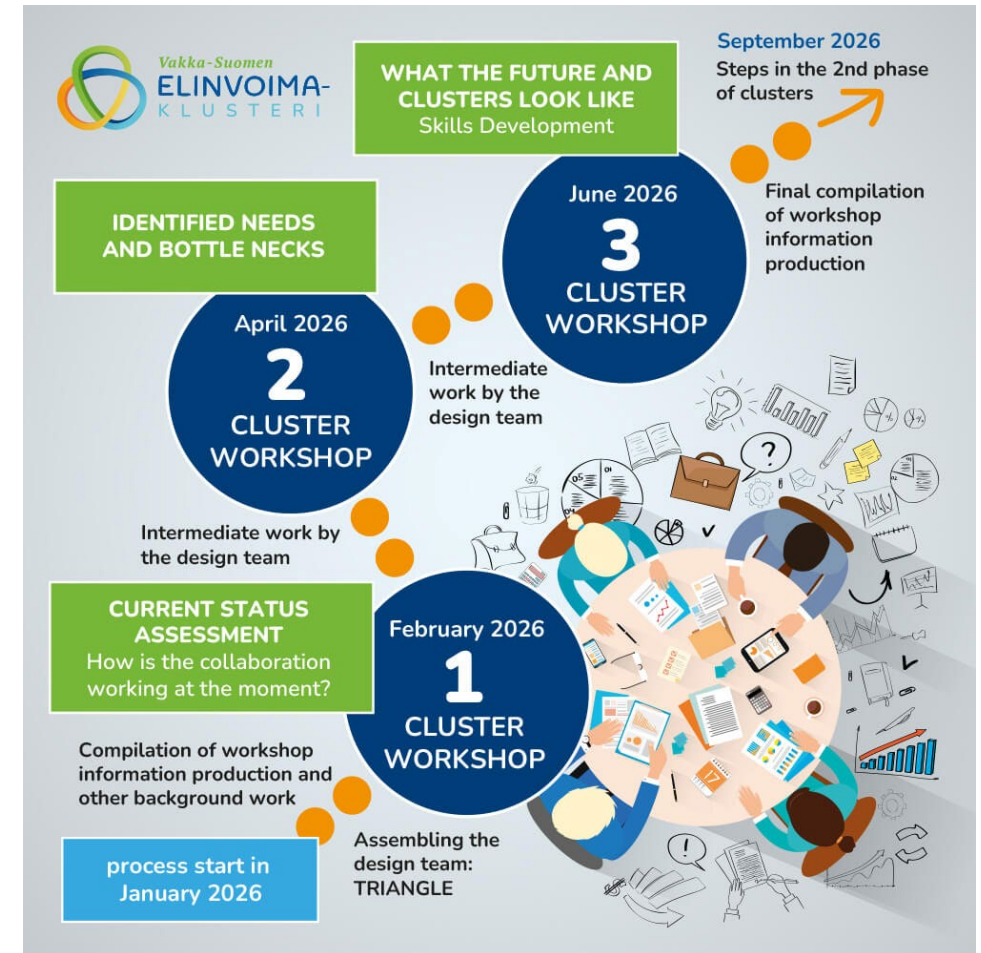 Vakka-Suomen
ELINVOIMA-
KLUSTERI
WHAT THE FUTURE AND
CLUSTERS LOOK LIKE
Skills Development
September 2026
Steps in the 2nd phase
of clusters
IDENTIFIED NEEDS
AND BOTTLE NECKS
June 2026
3
CLUSTER
WORKSHOP
Final compilation
of workshop
information
production
April 2026
2
CLUSTER
WORKSHOP
Intermediate
work by the
design team
Intermediate work by
the design team
CURRENT STATUS
ASSESSMENT
How is the collaboration
working at the moment?
February 2026
1
CLUSTER
WORKSHOP
Compilation of workshop
information production and
other background work
Assembling the
design team:
TRIANGLE
process start in
January 2026
?
05
01
17
!